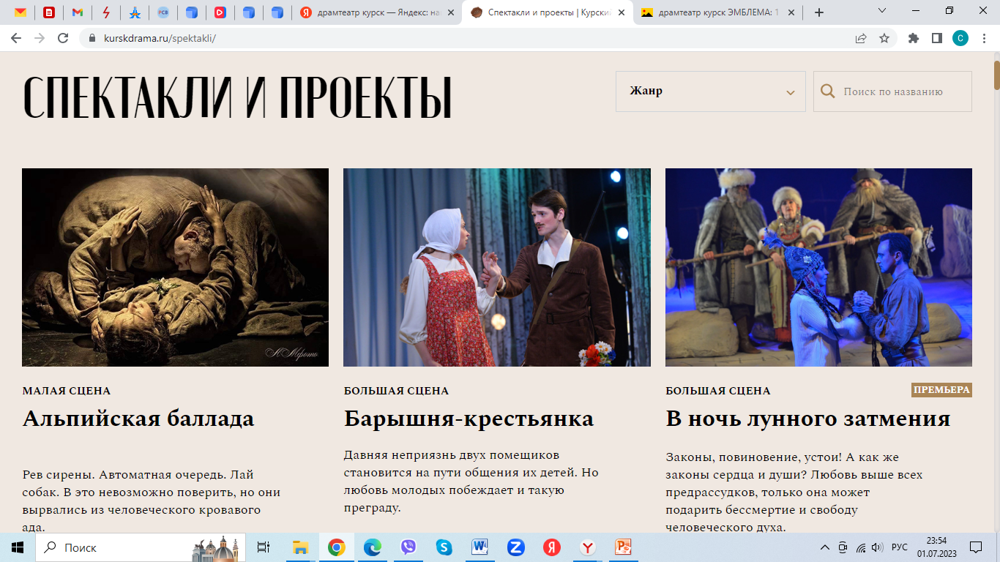 драмтеатр курск — Яндекс: на
Спектакли и проекты | Курский
драмтеатр курск ЭМБЛЕМА: 1
kurskdrama.ru/spektakli/
С
СПЕКТАКЛИ И ПРОЕКТЫ
Жанр
Поиск по названию
МАЛАЯ СЦЕНА
Альпийская баллада
Рев сирены. Автоматная очередь. Лай
собак. В это невозможно поверить, но они
вырвались из человеческого кровавого
ада.
БОЛЬШАЯ СЦЕНА
Барышня-крестьянка
Давняя неприязнь двух помещиков
становится на пути общения их детей. Но
любовь молодых побеждает и такую
преграду.
БОЛЬШАЯ СЦЕНА
ПРЕМЬЕРА
В ночь лунного затмения
Законы, повиновение, устои! А как же
законы сердца и души? Любовь выше всех
предрассудков, только она может
подарить бессмертие и свободу
человеческого духа.
Поиск
РУС
23:54
01.07.2023